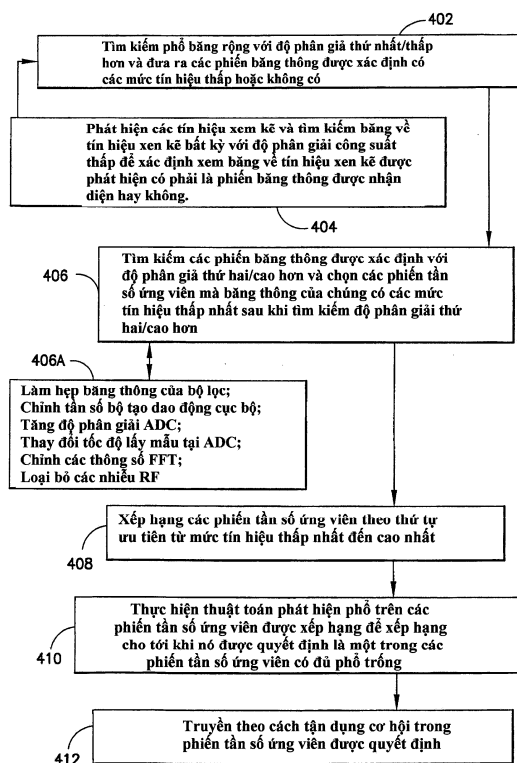 402
Tìm kiếm phổ băng rộng với độ phân giả thứ nhất/thấp
hơn và đưa ra các phiến băng thông được xác định có
các mức tín hiệu thấp hoặc không có
Phát hiện các tín hiệu xem kẽ và tìm kiếm băng về
tín hiệu xen kẽ bất kỳ với độ phân giải công suất
thấp để xác định xem băng về tín hiệu xen kẽ được
phát hiện có phải là phiến băng thông được nhận
diện hay không.
404
406
Tìm kiếm các phiến băng thông được xác định với
độ phân giả thứ hai/cao hơn và chọn các phiến tần
số ứng viên mà băng thông của chúng có các mức
tín hiệu thấp nhất sau khi tìm kiếm độ phân giải thứ
hai/cao hơn
406A
Làm hẹp băng thông của bộ lọc;
Chỉnh tần số bộ tạo dao động cục bộ;
Tăng độ phân giải ADC;
Thay đổi tốc độ lấy mẫu tại ADC;
Chỉnh các thông số FFT;
Loại bỏ các nhiễu RF
Xếp hạng các phiến tần số ứng viên theo thứ tự
ưu tiên từ mức tín hiệu thấp nhất đến cao nhất
408
Thực hiện thuật toán phát hiện phổ trên các
phiến tần số ứng viên được xếp hạng để xếp hạng
cho tới khi nó được quyết định là một trong các
phiến tần số ứng viên có đủ phổ trống
410
Truyền theo cách tận dụng cơ hội trong
phiến tần số ứng viên được quyết định
412